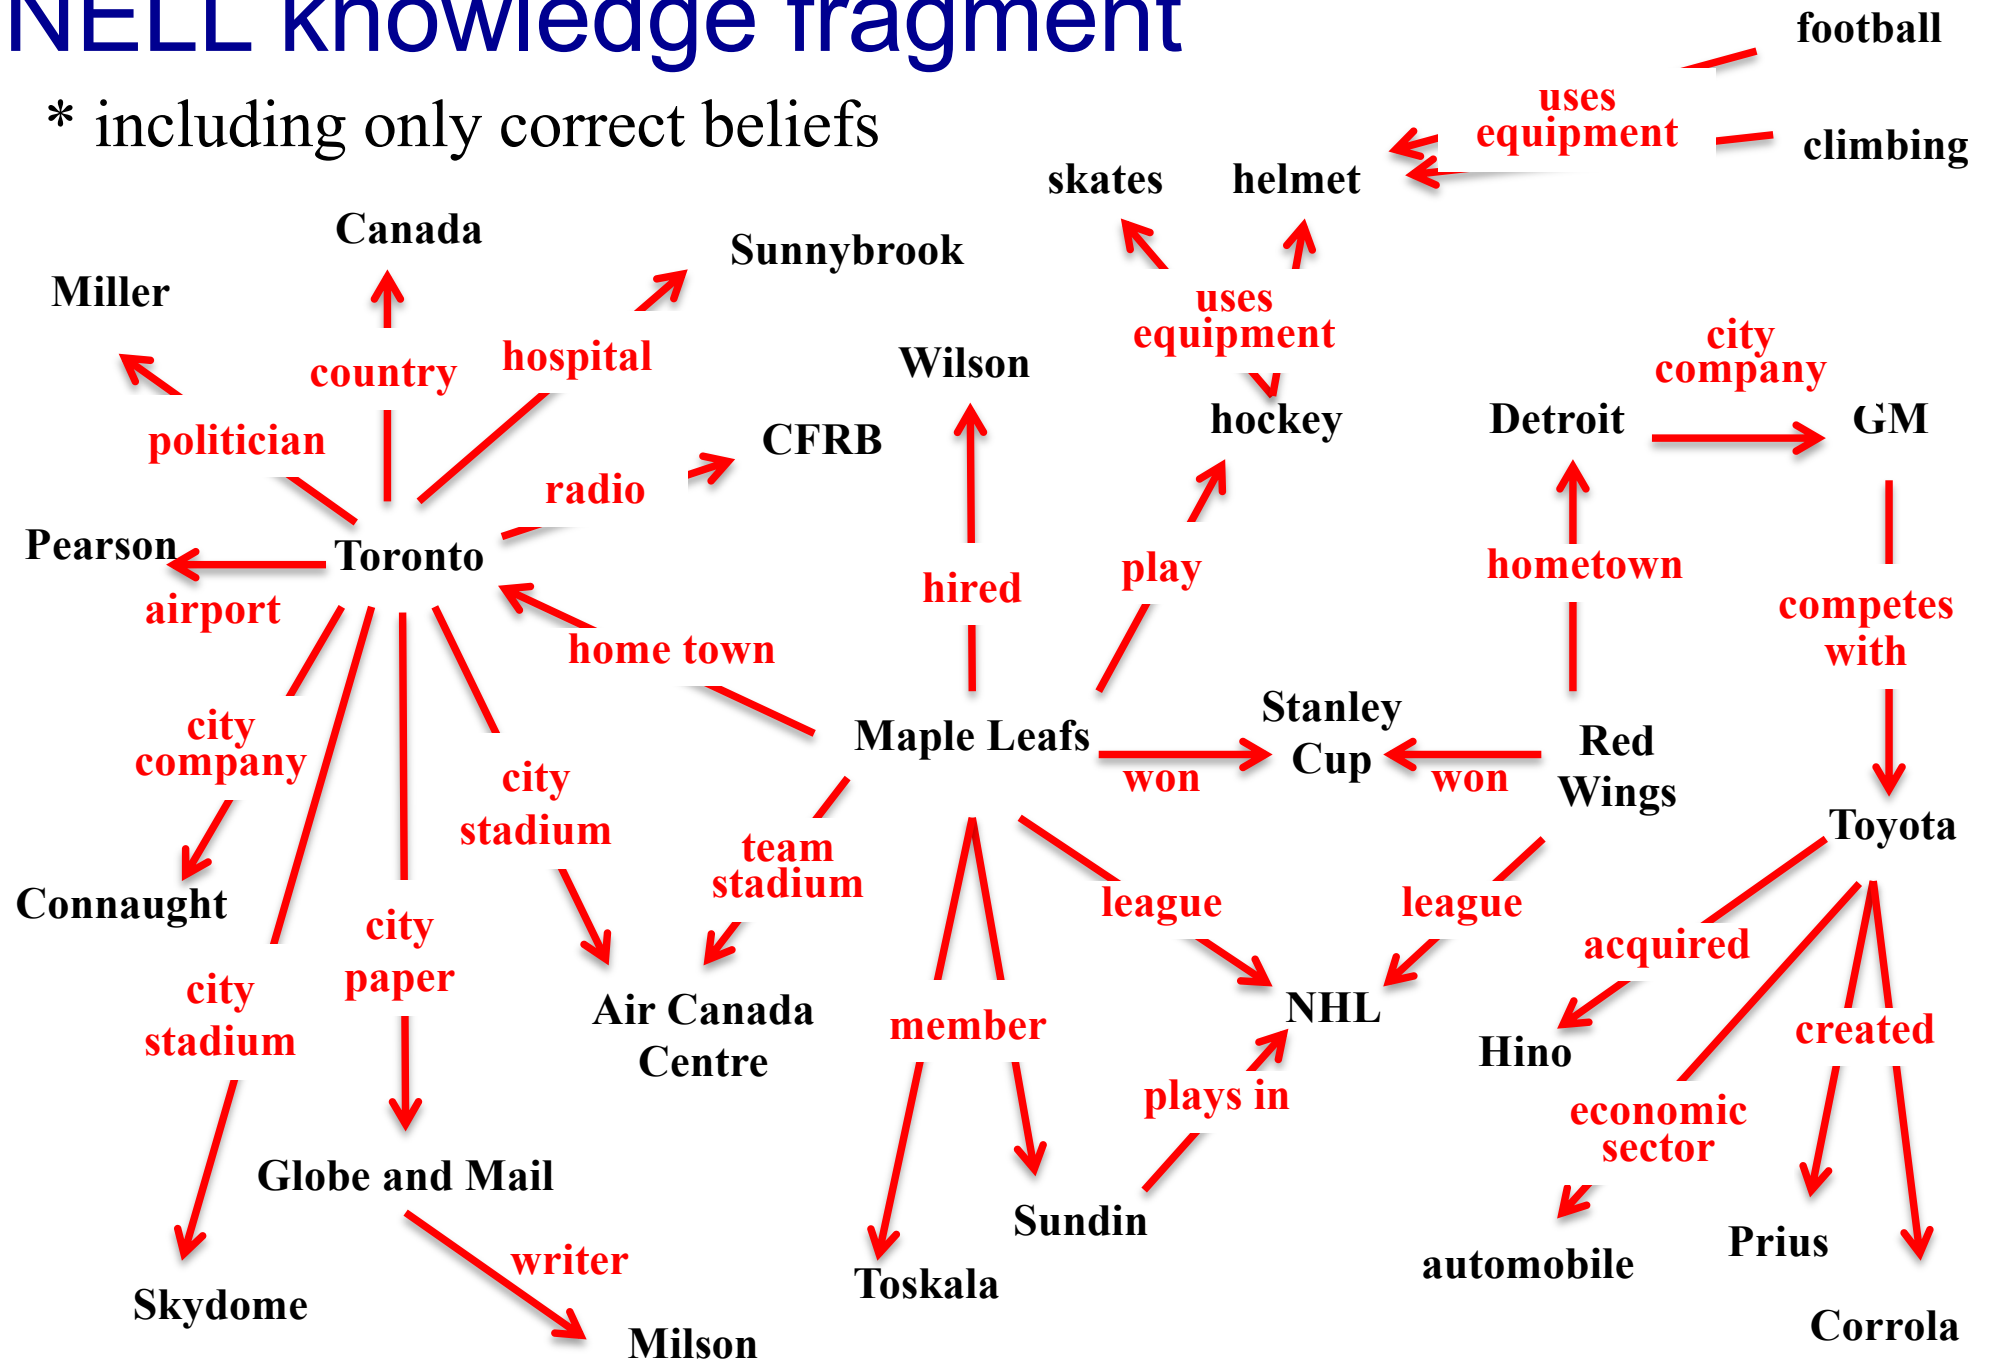 NELL knowledge fragment
* including only correct beliefs
football
uses
equipment
climbing
skates
helmet
Canada
Sunnybrook
Miller
uses
equipment
country
hospital
Wilson
city
company
politician
CFRB
hockey
Detroit
GM
radio
Pearson
Toronto
airport
hired
play
hometown
competes
with
home town
city
company
Maple Leafs
won
Stanley
Cup
won
Red
Wings
city
stadium
team
stadium
Toyota
Connaught
city
paper
league
league
acquired
city
stadium
Air Canada
Centre
member
NHL
Hino
created
plays in
economic
sector
Globe and Mail
Sundin
writer
Toskala
automobile
Prius
Skydome
Milson
Corrola